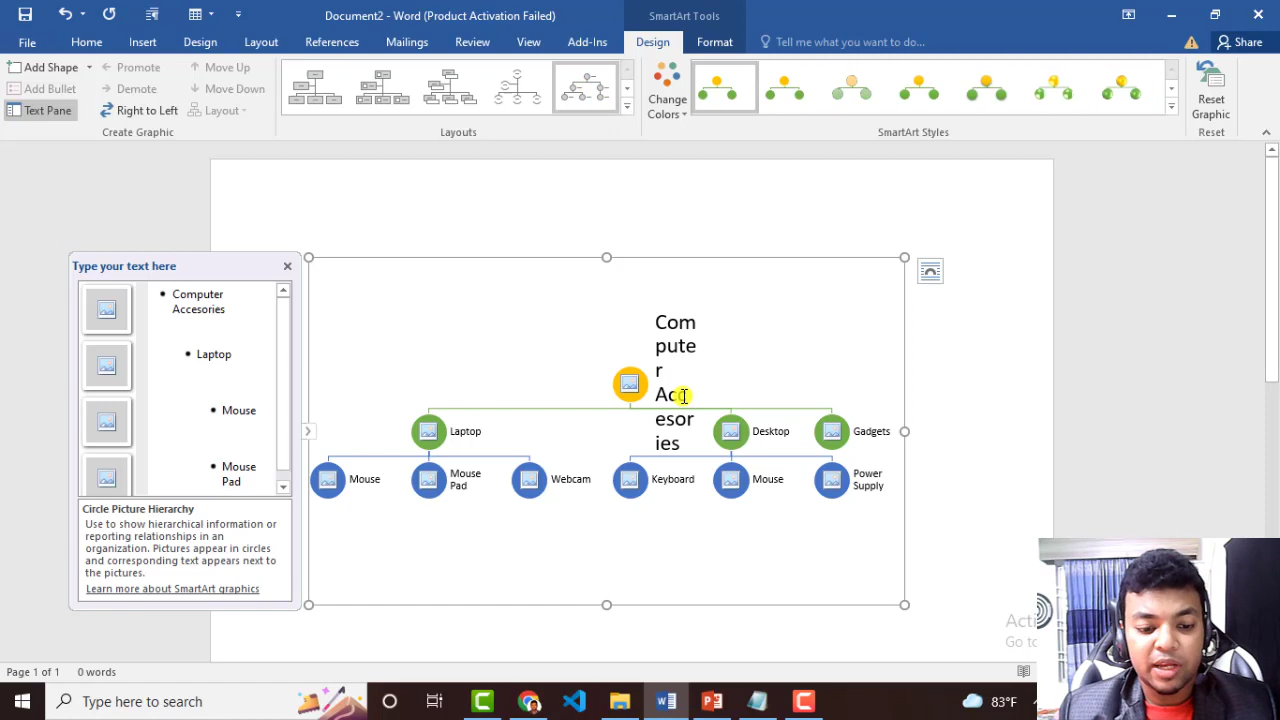 Document2 - Word (Product Activation Failed)
SmartArt Tools
File
Home
Insert
Design
Layout
References
Mailings
Review
View
Add-Ins
Design
Format
Tell me what you want to do...
Share
Add Shape
Promote
Move Up
Add Bullet
Demote
Move Down
Text Pane
Right to Left
Layout
Create Graphic
Layouts
Change
Colors
SmartArt Styles
Reset
Graphic
Reset
Type your text here
Computer
Accesories
Laptop
Mouse
Mouse
Pad
Circle Picture Hierarchy
Use to show hierarchical information or
reporting relationships in an
organization. Pictures appear in circles
and corresponding text appears next to
the pictures.
Learn more about SmartArt graphics
Com
pute
r
Acc
esor
ies
Laptop
Desktop
Gadgets
Mouse
Mouse
Pad
Webcam
Keyboard
Mouse
Power
Supply
Go to
Page 1 of 1
0 words
Type here to search
83°F